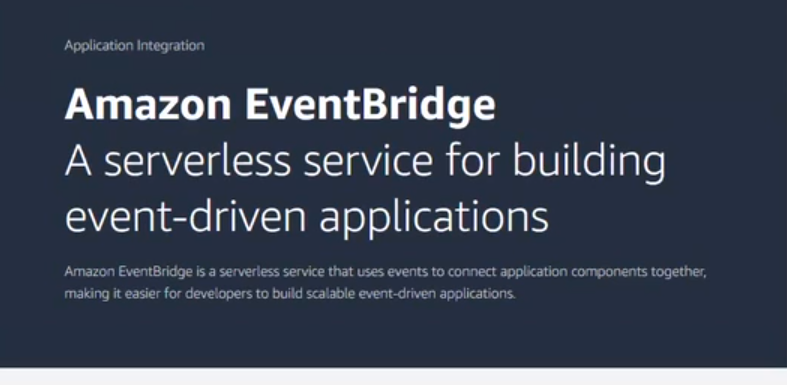 Application Integration
Amazon EventBridge
A serverless service for building
event-driven applications
Amazon EventBridge is a serverless service that uses events to connect application components together,
making it easier for developers to build scalable event-driven applications.